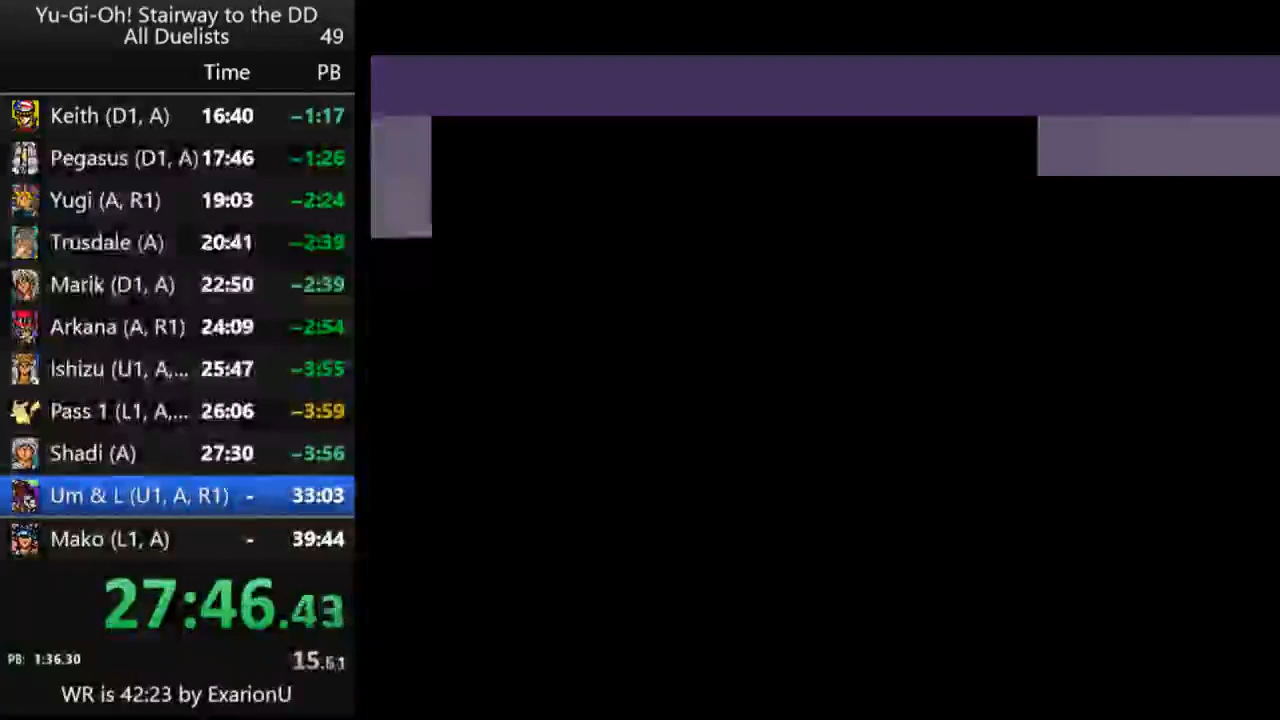 Yu-Gi-Oh! Stairway to the DD
All Duelists 49
Time PB
Keith (D1, A) 16:40 −1:17
Pegasus (D1, A) 17:46 −1:26
Yugi (A, R1) 19:03 −2:24
Trusdale (A) 20:41 −2:39
Marik (D1, A) 22:50 −2:39
Arkana (A, R1) 24:09 −2:54
Ishizu (U1, A,... 25:47 −3:55
Pass 1 (L1, A,... 26:06 −3:59
Shadi (A) 27:30 −3:56
Um & L (U1, A, R1) - 33:03
Mako (L1, A) - 39:44
27:46.43
PB: 1:36.30 15.61
WR is 42:23 by ExarionU